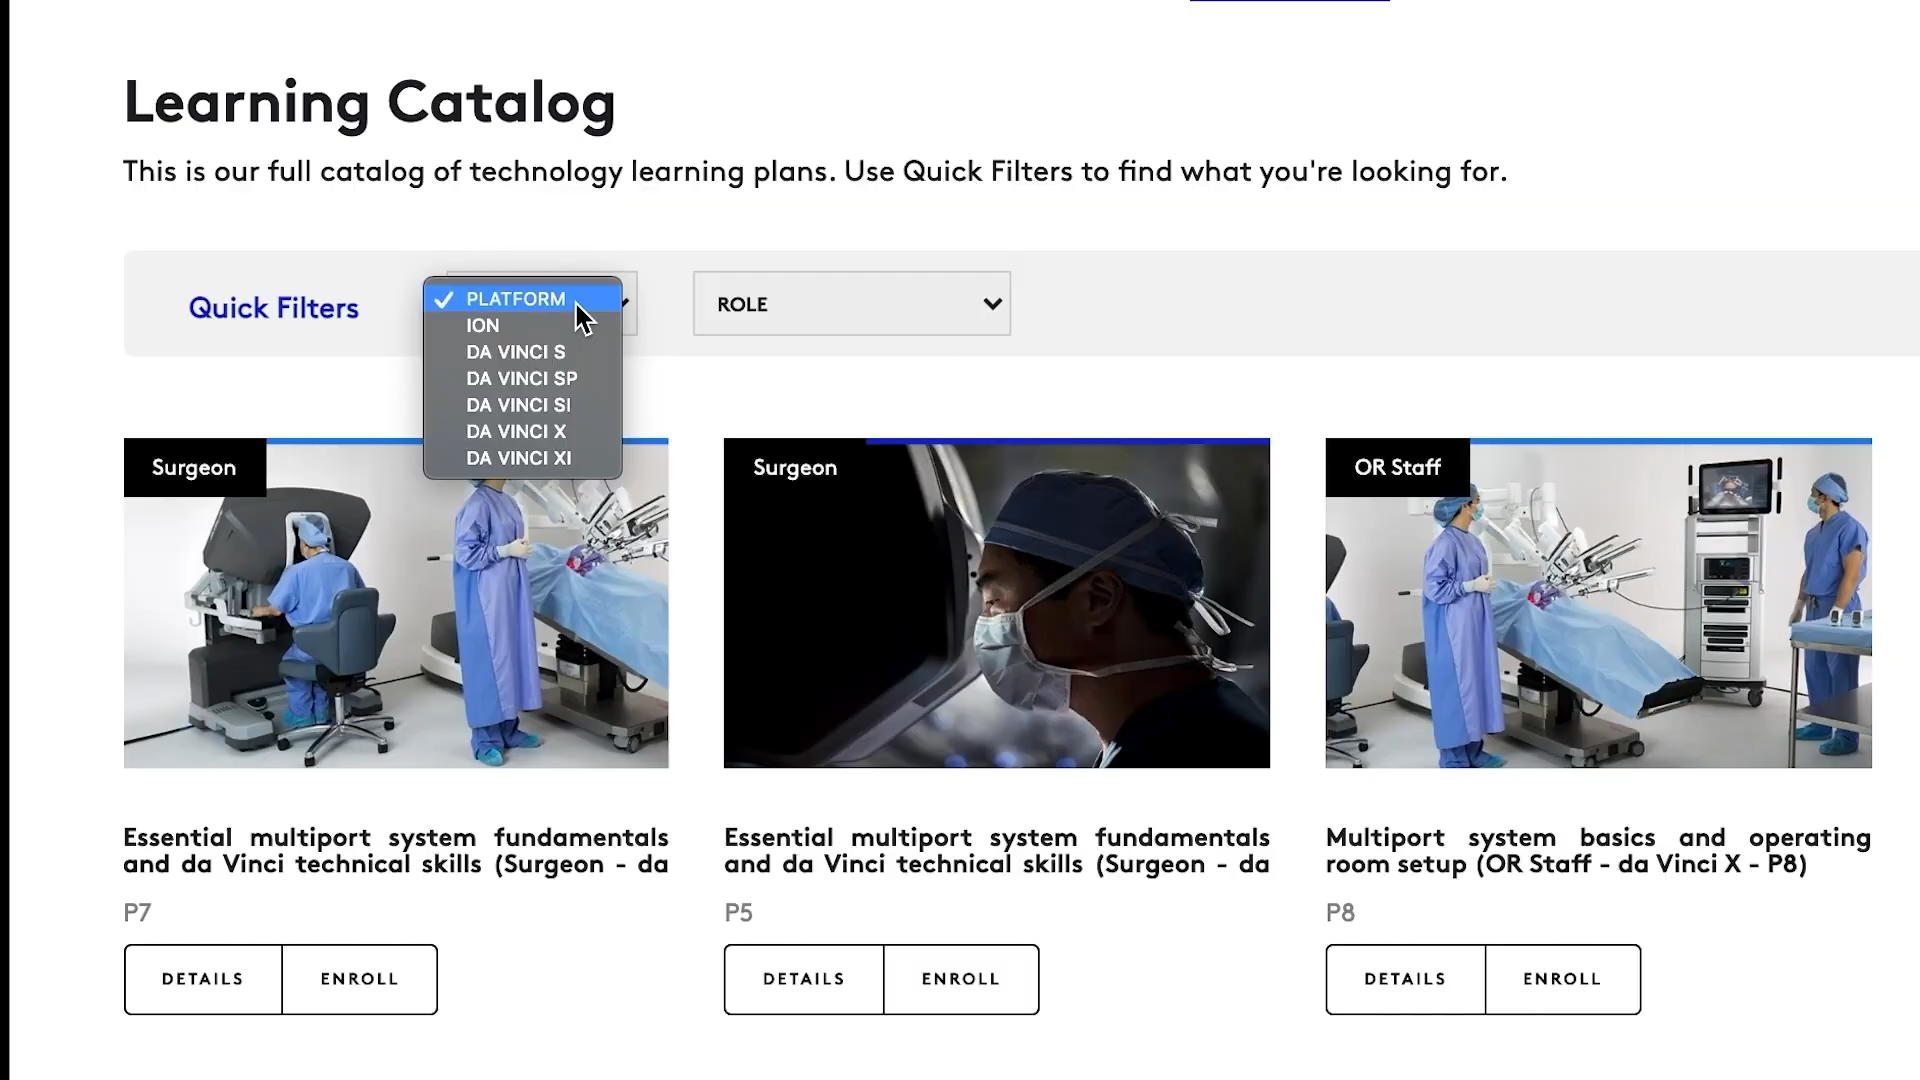 Learning Catalog
This is our full catalog of technology learning plans. Use Quick Filters to find what you're looking for.
Quick Filters
PLATFORM
ION
DA VINCI S
DA VINCI SP
DA VINCI SI
DA VINCI X
DA VINCI XI
ROLE
Surgeon
Surgeon
OR Staff
Essential multiport system fundamentals
and da Vinci technical skills (Surgeon - da
P7
DETAILS
ENROLL
Essential multiport system fundamentals
and da Vinci technical skills (Surgeon - da
P5
DETAILS
ENROLL
Multiport system basics and operating
room setup (OR Staff - da Vinci X - P8)
P8
DETAILS
ENROLL